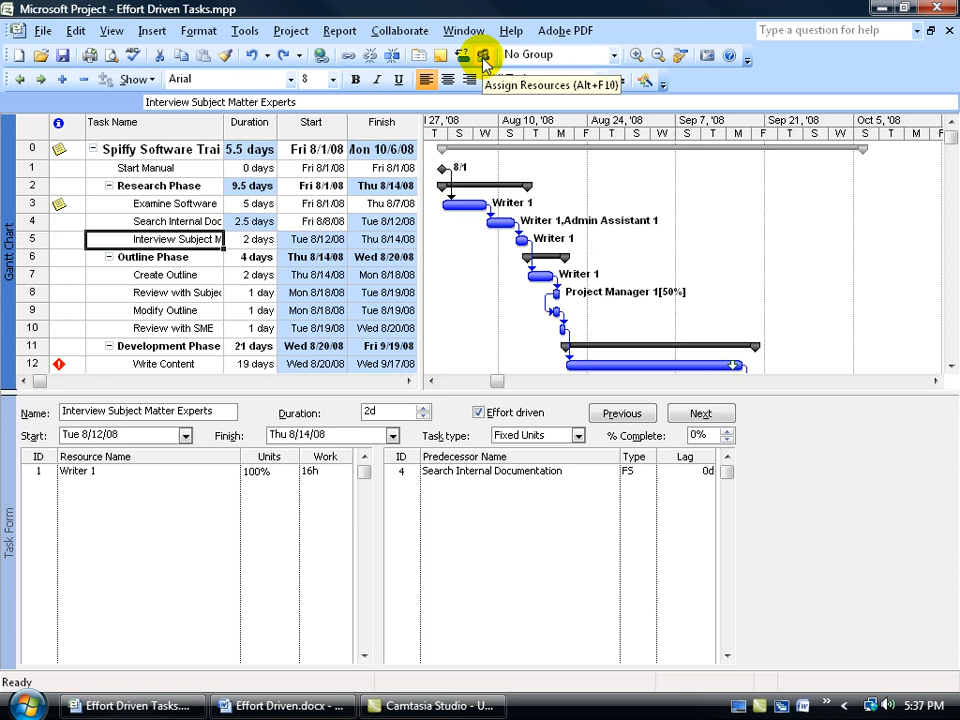 Microsoft Project - Effort Driven Tasks.mpp
File Edit View Insert Format Tools Project Report Window Collaborate Help Adobe PDF
Type a question for help
No Group
Show Arial 8 B I U
Assign Resources (Alt+F10)
Interview Subject Matter Experts
Task Name Duration Start Finish
27, '08 Aug 10, '08 Aug 24, '08 Sep 7, '08 Sep 21, '08 Oct 5, '08
T S W T F M T S W T F M T S W T F
0 Spiffy Software Trai 5.5 days Fri 8/1/08 Mon 10/6/08
1 Start Manual 0 days Fri 8/1/08 Fri 8/1/08 8/1
2 Research Phase 9.5 days Fri 8/1/08 Thu 8/14/08
3 Examine Software 5 days Fri 8/1/08 Thu 8/7/08 Writer 1
4 Search Internal Doc 2.5 days Fri 8/8/08 Tue 8/12/08 Writer 1,Admin Assistant 1
5 Interview Subject M 2 days Tue 8/12/08 Thu 8/14/08 Writer 1
6 Outline Phase 4 days Thu 8/14/08 Wed 8/20/08
7 Create Outline 2 days Thu 8/14/08 Mon 8/18/08 Writer 1
8 Review with Subje 1 day Mon 8/18/08 Tue 8/19/08 Project Manager 1[50%]
9 Modify Outline 1 day Mon 8/18/08 Tue 8/19/08
10 Review with SME 1 day Tue 8/19/08 Wed 8/20/08
11 Development Phase 21 days Wed 8/20/08 Fri 9/19/08
12 Write Content 19 days Wed 8/20/08 Wed 9/17/08
Gantt Chart
Name: Interview Subject Matter Experts Duration: 2d Effort driven Previous Next
Start: Tue 8/12/08 Finish: Thu 8/14/08 Task type: Fixed Units % Complete: 0%
ID Resource Name Units Work ID Predecessor Name Type Lag
1 Writer 1 100% 16h 4 Search Internal Documentation FS 0d
Task Form
Ready
Effort Driven Tasks.... Effort Driven.docx - ... Camtasia Studio - U... 5:37 PM